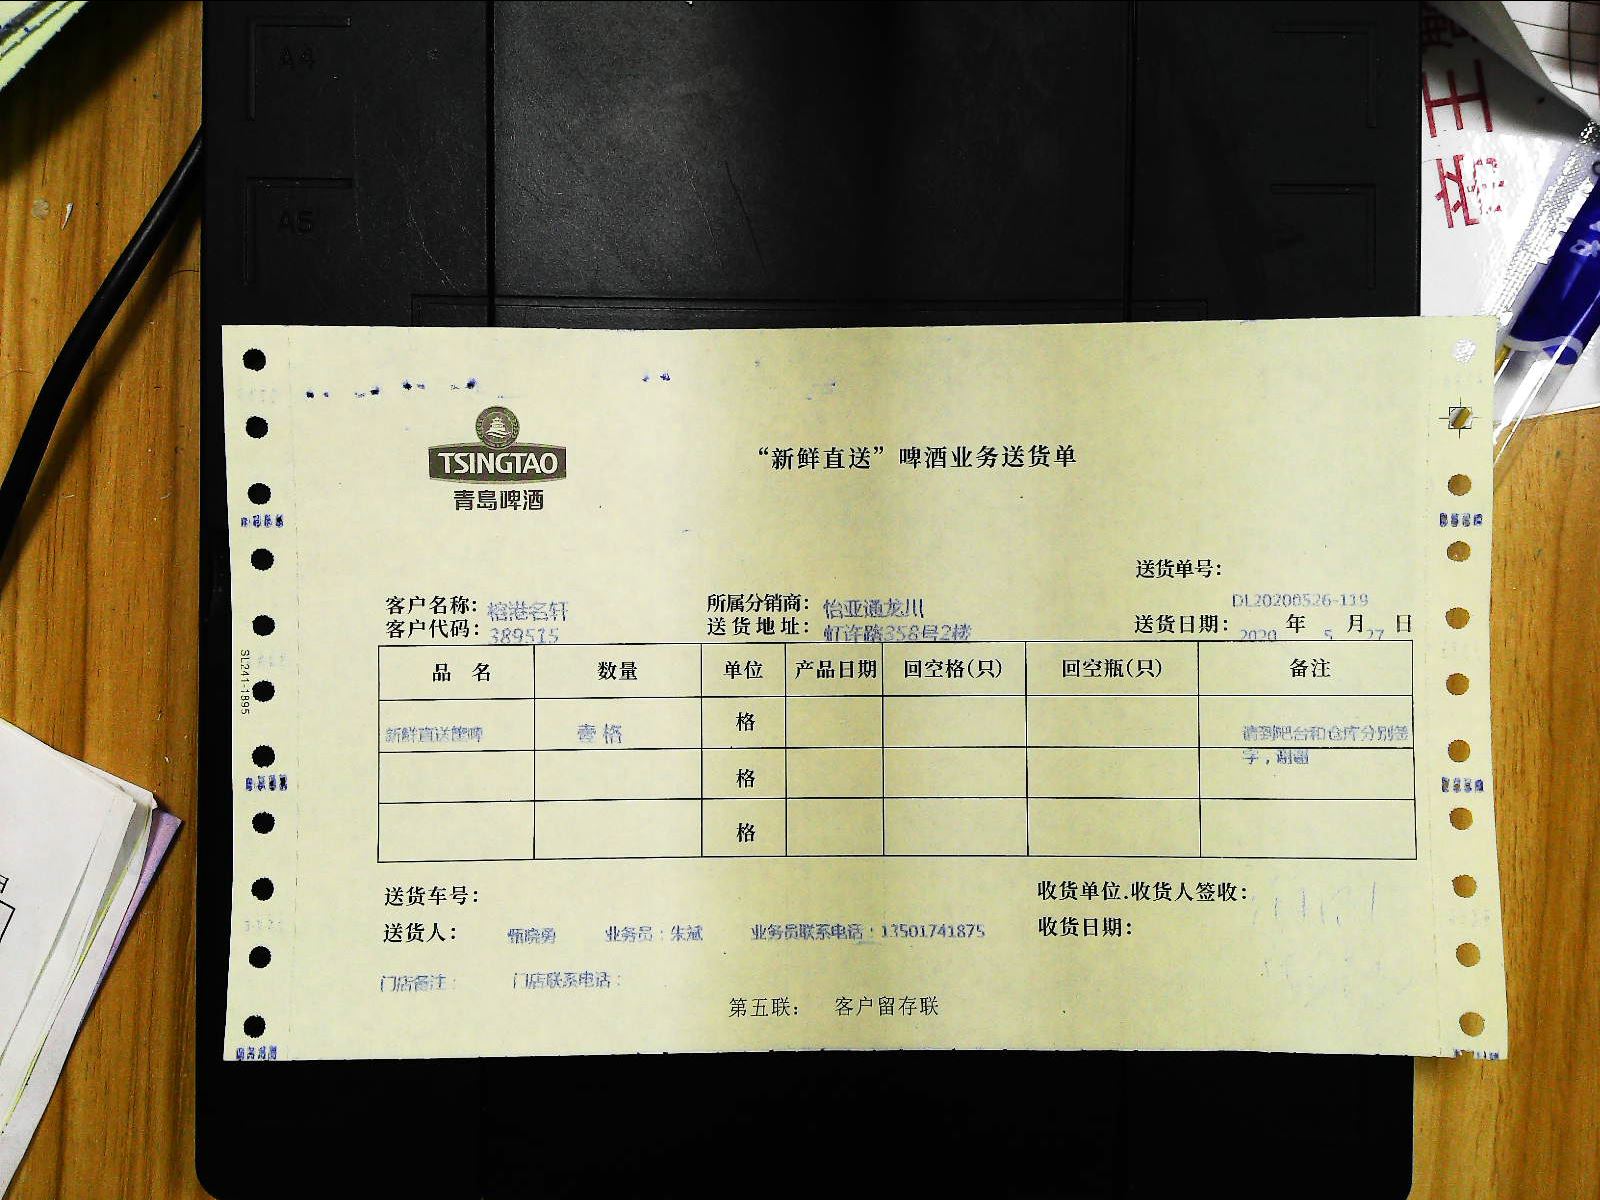 A4
A5
帝王
TSINGTAO
青岛啤酒
“新鲜直送”啤酒业务送货单
送货单号：
DL20200526-119
客户名称：榕港名轩 所属分销商：怡亚通龙川
客户代码：389515 送货地址：虹许路358号2楼 送货日期：2020 年 5 月 27 日
品 名 数量 单位 产品日期 回空格(只) 回空瓶(只) 备注
新鲜直送 壹格 格 请到吧台和仓库分别签
字，谢谢
格
格
送货车号： 收货单位.收货人签收：
送货人： 甄晓勇 业务员：朱斌 业务员联系电话：13501741875 收货日期：
门店备注： 门店联系电话：
第五联： 客户留存联
SL241-1895